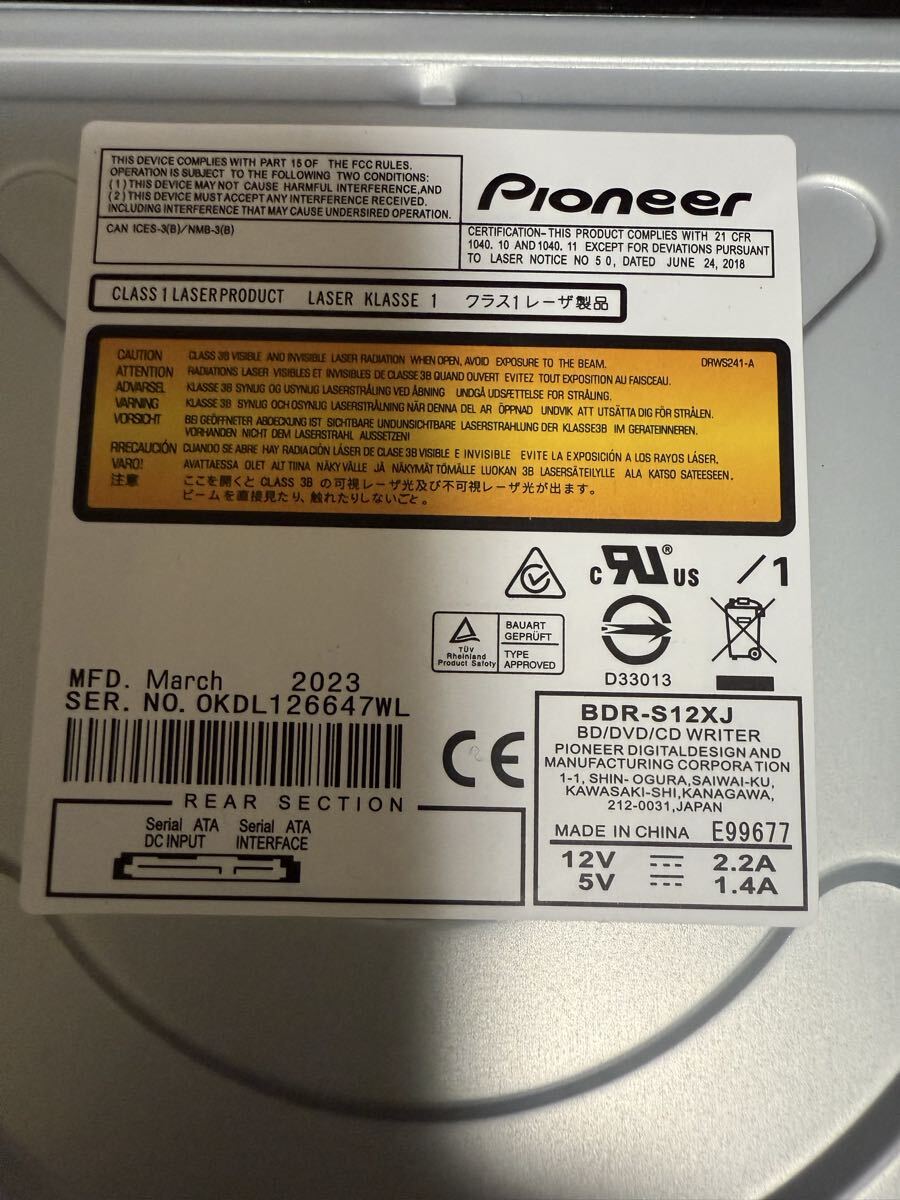 THIS DEVICE COMPLIES WITH PART 15 OF THE FCC RULES.
OPERATION IS SUBJECT TO THE FOLLOWING TWO CONDITIONS:
(1) THIS DEVICE MAY NOT CAUSE HARMFUL INTERFERENCE,AND
(2) THIS DEVICE MUST ACCEPT ANY INTERFERENCE RECEIVED.
INCLUDING INTERFERENCE THAT MAY CAUSE UNDERSIRED OPERATION.
CAN ICES-3(B)/NMB-3(B)
Pioneer
CERTIFICATION-THIS PRODUCT COMPLIES WITH 21 CFR
1040. 10 AND 1040. 11 EXCEPT FOR DEVIATIONS PURSUANT
TO LASER NOTICE NO 50, DATED JUNE 24, 2018
CLASS 1 LASER PRODUCT LASER KLASSE 1 クラス1レーザ製品
CAUTION CLASS 3B VISIBLE AND INVISIBLE LASER RADIATION WHEN OPEN, AVOID EXPOSURE TO THE BEAM. DRWS241-A
ATTENTION RADIATIONS LASER VISIBLES ET INVISIBLES DE CLASSE 3B QUAND OUVERT EVITEZ TOUT EXPOSITION AU FAISCEAU.
ADVARSEL KLASSE 3B SYNUG OG USYNUG LASERSTRÅLING VED ÅBNING UNDGÅ UDSÆTTELSE FOR STRÅLING.
VARNING KLASSE 3B SYNUG OCH OSYNUG LASERSTRÅLNING NÄR DENNA DEL AR ÖPPNAD UNDVIK ATT UTSÄTTA DIG FÖR STRÅLEN.
VORSICHT BEI GEÖFFNETER ABDECKUNG IST SICHTBARE UNDUNSICHTBARE LASERSTRAHLUNG DER KLASSE3B IM GERATEINNEREN.
VORHANDEN NICHT DEM LASERSTRAHL AUSSETZEN!
PRECAUCIÓN CUANDO SE ABRE HAY RADIACIÓN LÁSER DE CLASE 3B VISIBLE E INVISIBLE EVITE LA EXPOSICIÓN A LOS RAYOS LÁSER.
VARO! AVATTAESSA OLET ALTTIINA NÄKYVÄLLE JÄ NÄKYMÄTTÖMÄLLE LUOKAN 3B LASERSÄTEILYLLE ALA KATSO SATEESEEN.
注意 ここを開くと CLASS 3B の可視レーザ光及び不可視レーザ光が出ます。
ビームを直接見たり、触れたりしないごと。
c RU ® US /1
TÜV
Rheinland
Product Safety
BAUART
GEPRÜFT
TYPE
APPROVED
D33013
MFD. March 2023
SER. NO. OKDL126647WL
CE
REAR SECTION
Serial ATA Serial ATA
DC INPUT INTERFACE
BDR-S12XJ
BD/DVD/CD WRITER
PIONEER DIGITALDESIGN AND
MANUFACTURING CORPORATION
1-1, SHIN- OGURA,SAIWAI-KU,
KAWASAKI-SHI,KANAGAWA,
212-0031,JAPAN
MADE IN CHINA E99677
12V 2.2A
5V 1.4A